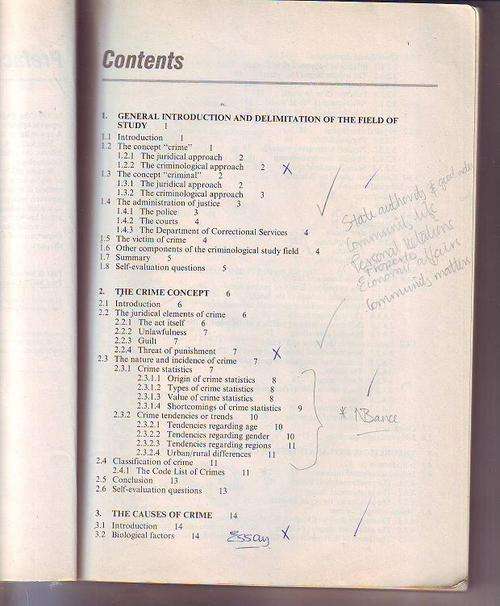 Contents
1. GENERAL INTRODUCTION AND DELIMITATION OF THE FIELD OF
STUDY 1
1.1 Introduction 1
1.2 The concept "crime" 1
1.2.1 The juridical approach 2
1.2.2 The criminological approach 2 X
1.3 The concept "criminal" 2
1.3.1 The juridical approach 2
1.3.2 The criminological approach 3
1.4 The administration of justice 3
1.4.1 The police 3
1.4.2 The courts 4
1.4.3 The Department of Correctional Services 4
1.5 The victim of crime 4
1.6 Other components of the criminological study field 4
1.7 Summary 5
1.8 Self-evaluation questions 5
State authority & good
Community life
Personal relations
Property
Economic affairs
Community matters
2. THE CRIME CONCEPT 6
2.1 Introduction 6
2.2 The juridical elements of crime 6
2.2.1 The act itself 6
2.2.2 Unlawfulness 7
2.2.3 Guilt 7
2.2.4 Threat of punishment 7 X
2.3 The nature and incidence of crime 7
2.3.1 Crime statistics 7
2.3.1.1 Origin of crime statistics 8
2.3.1.2 Types of crime statistics 8
2.3.1.3 Value of crime statistics 8
2.3.1.4 Shortcomings of crime statistics 9
2.3.2 Crime tendencies or trends 10
2.3.2.1 Tendencies regarding age 10
2.3.2.2 Tendencies regarding gender 10
2.3.2.3 Tendencies regarding regions 11
2.3.2.4 Urban/rural differences 11
2.4 Classification of crime 11
2.4.1 The Code List of Crimes 11
2.5 Conclusion 13
2.6 Self-evaluation questions 13
3. THE CAUSES OF CRIME 14
3.1 Introduction 14
3.2 Biological factors 14 Essay X